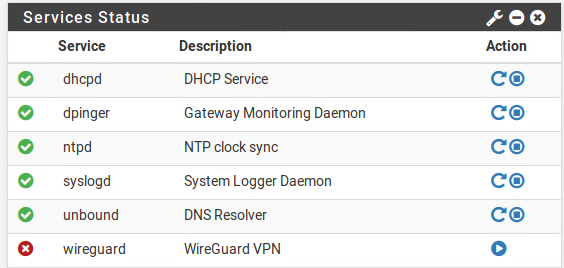 Services Status
Service Description Action
dhcpd DHCP Service
dpinger Gateway Monitoring Daemon
ntpd NTP clock sync
syslogd System Logger Daemon
unbound DNS Resolver
wireguard WireGuard VPN